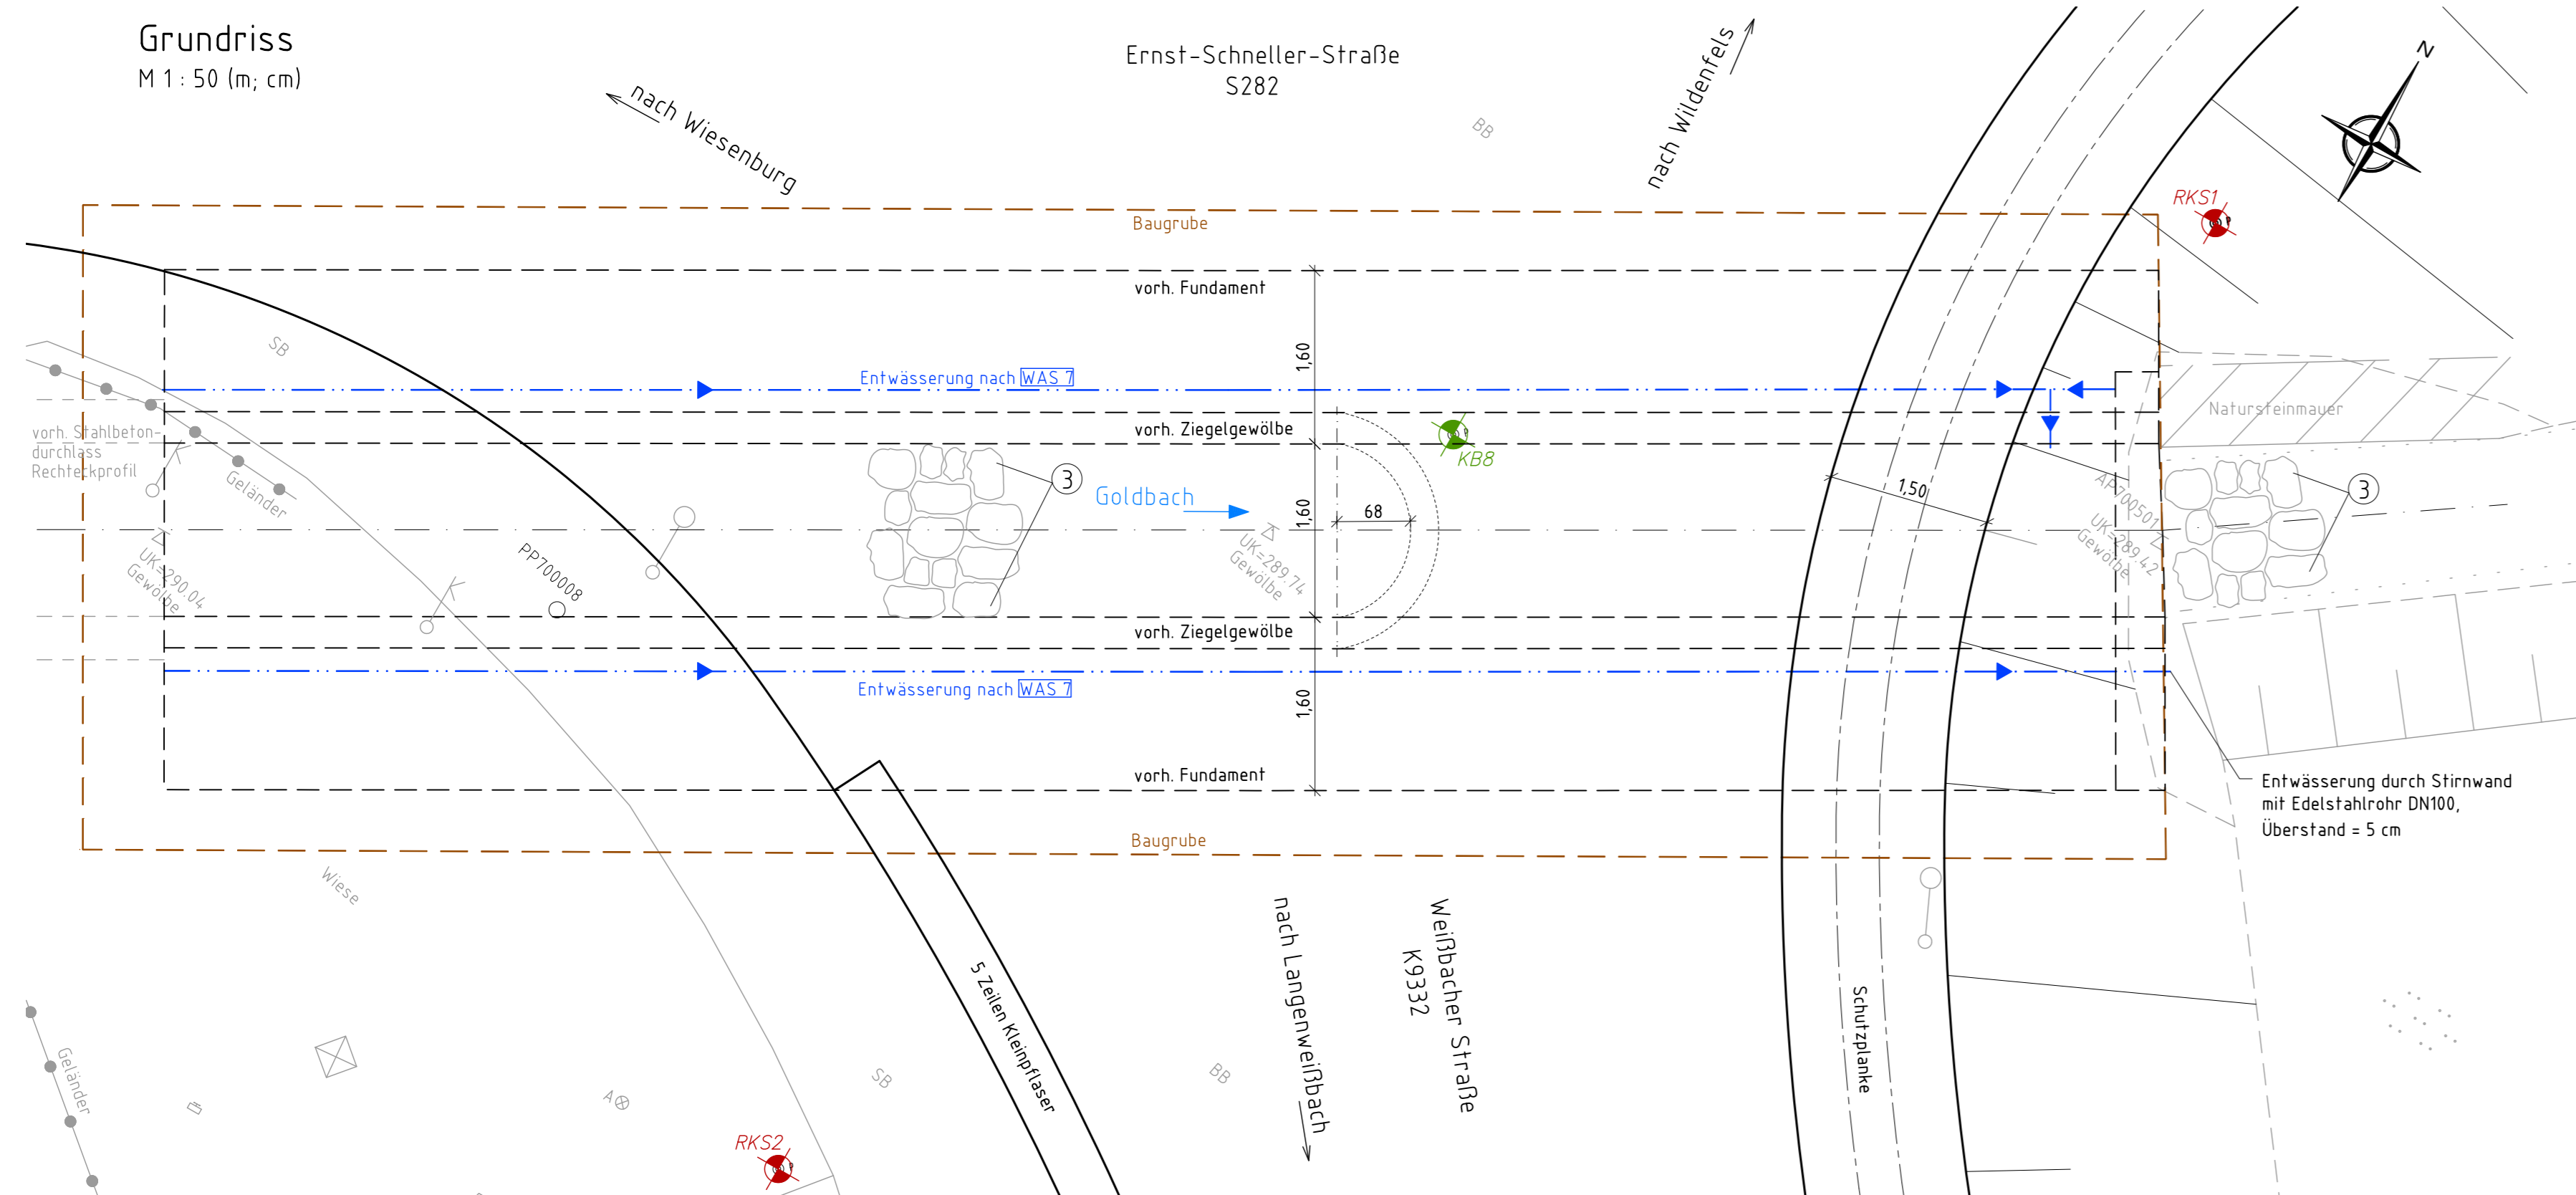 Grundriss
M 1 : 50 (m; cm)
Ernst-Schneller-Straße
S282
nach Wiesenburg
nach Wildenfels
N
BB
RKS1
Baugrube
vorh. Fundament
SB
1,60
Entwässerung nach WAS 7
Natursteinmauer
vorh. Stahlbeton-
durchlass
Rechteckprofil
Geländer
vorh. Ziegelgewölbe
KB8
3
Goldbach
1,60
68
1,50
AP700501
UK=289.42
Gewölbe
3
UK=290.04
Gewölbe
PP700008
UK=289.74
Gewölbe
vorh. Ziegelgewölbe
Entwässerung nach WAS 7
1,60
vorh. Fundament
Entwässerung durch Stirnwand
mit Edelstahlrohr DN100,
Überstand = 5 cm
Baugrube
Wiese
nach Langenweißbach
Weißbacher Straße
K9332
5 Zeilen Kleinpflaser
Schutzplanke
Geländer
A
SB
BB
RKS2